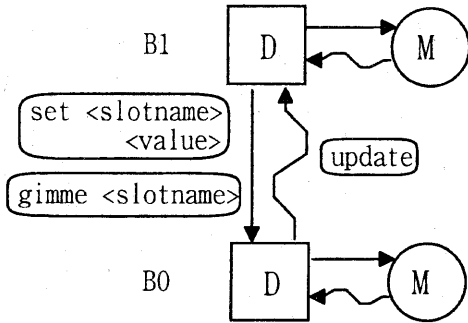 B1 D M
set <slotname>
<value>
update
gimme <slotname>
B0 D M